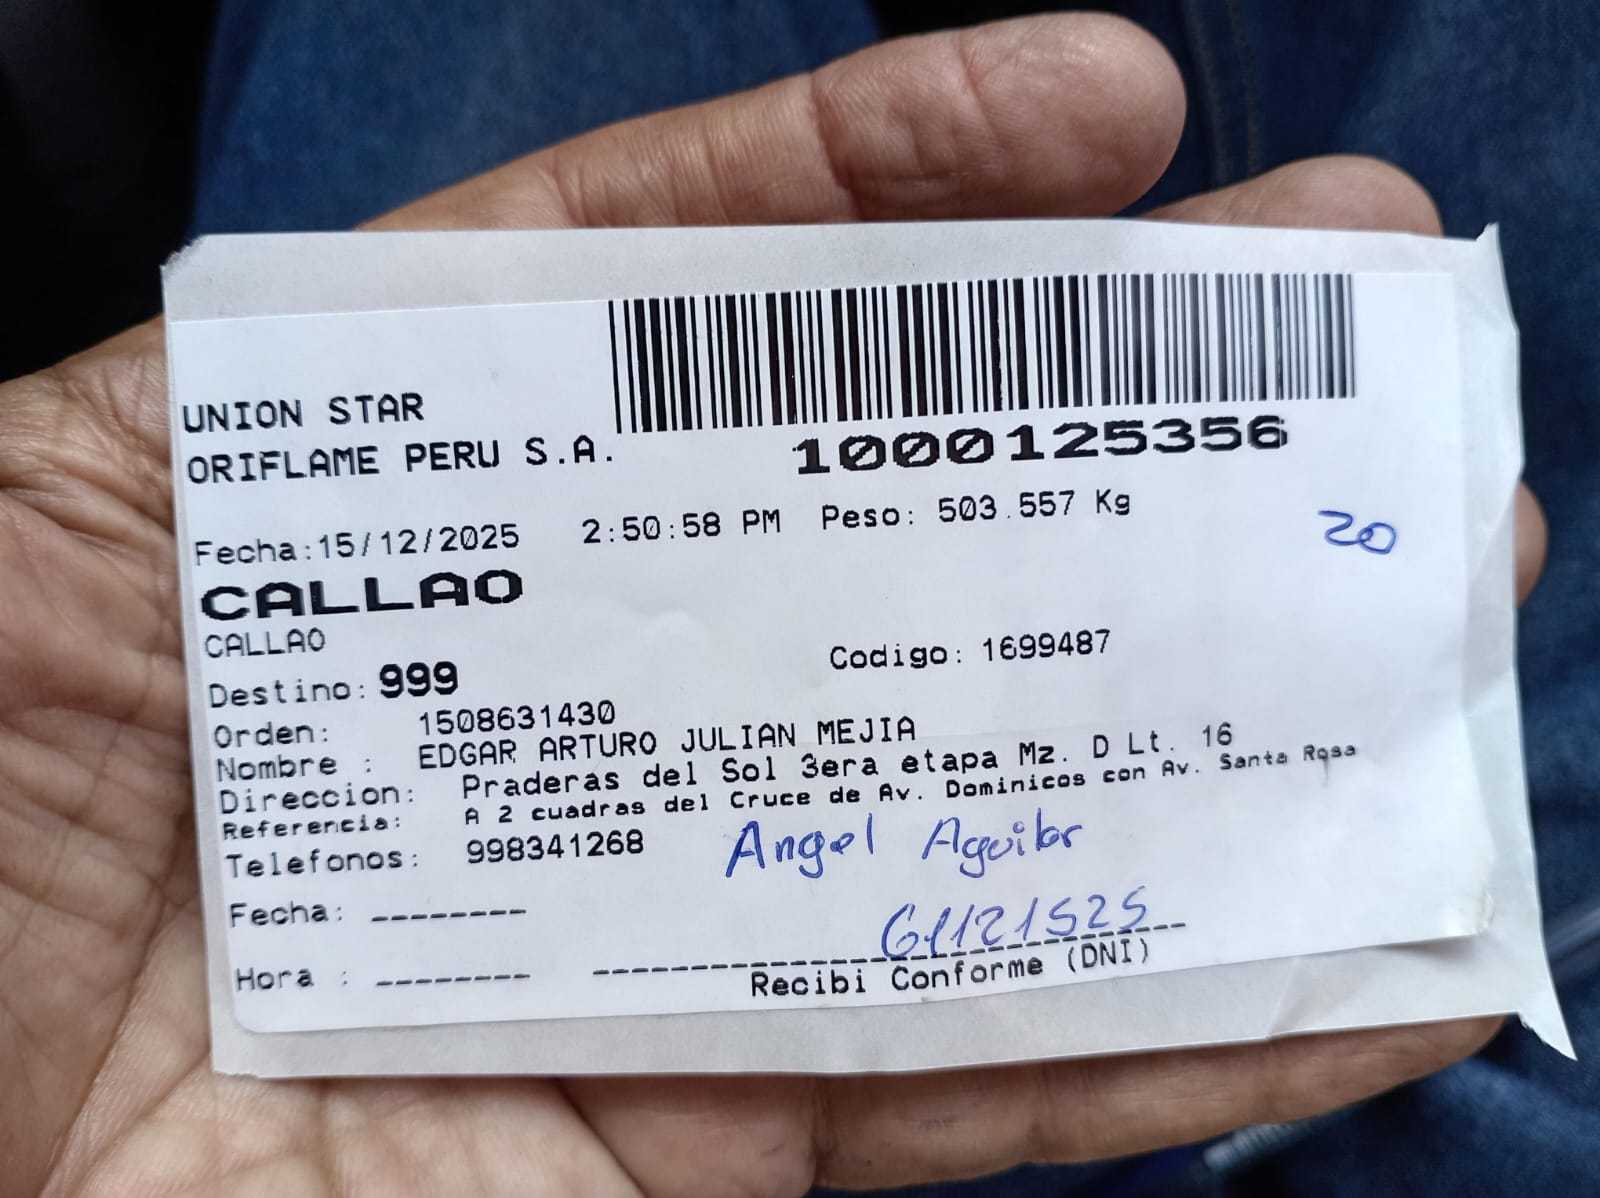 UNION STAR
ORIFLAME PERU S.A.
1000125356
Fecha:15/12/2025 2:50:58 PM Peso: 503.557 Kg
20
CALLAO
CALLAO
Codigo: 1699487
Destino: 999
Orden: 1508631430
Nombre : EDGAR ARTURO JULIAN MEJIA
Direccion: Praderas del Sol 3era etapa Mz. D Lt. 16
Referencia: A 2 cuadras del Cruce de Av. Dominicos con Av. Santa Rosa
Telefonos: 998341268
Angel Aguilar
Fecha: --------
61121525
Hora : --------
Recibi Conforme (DNI)